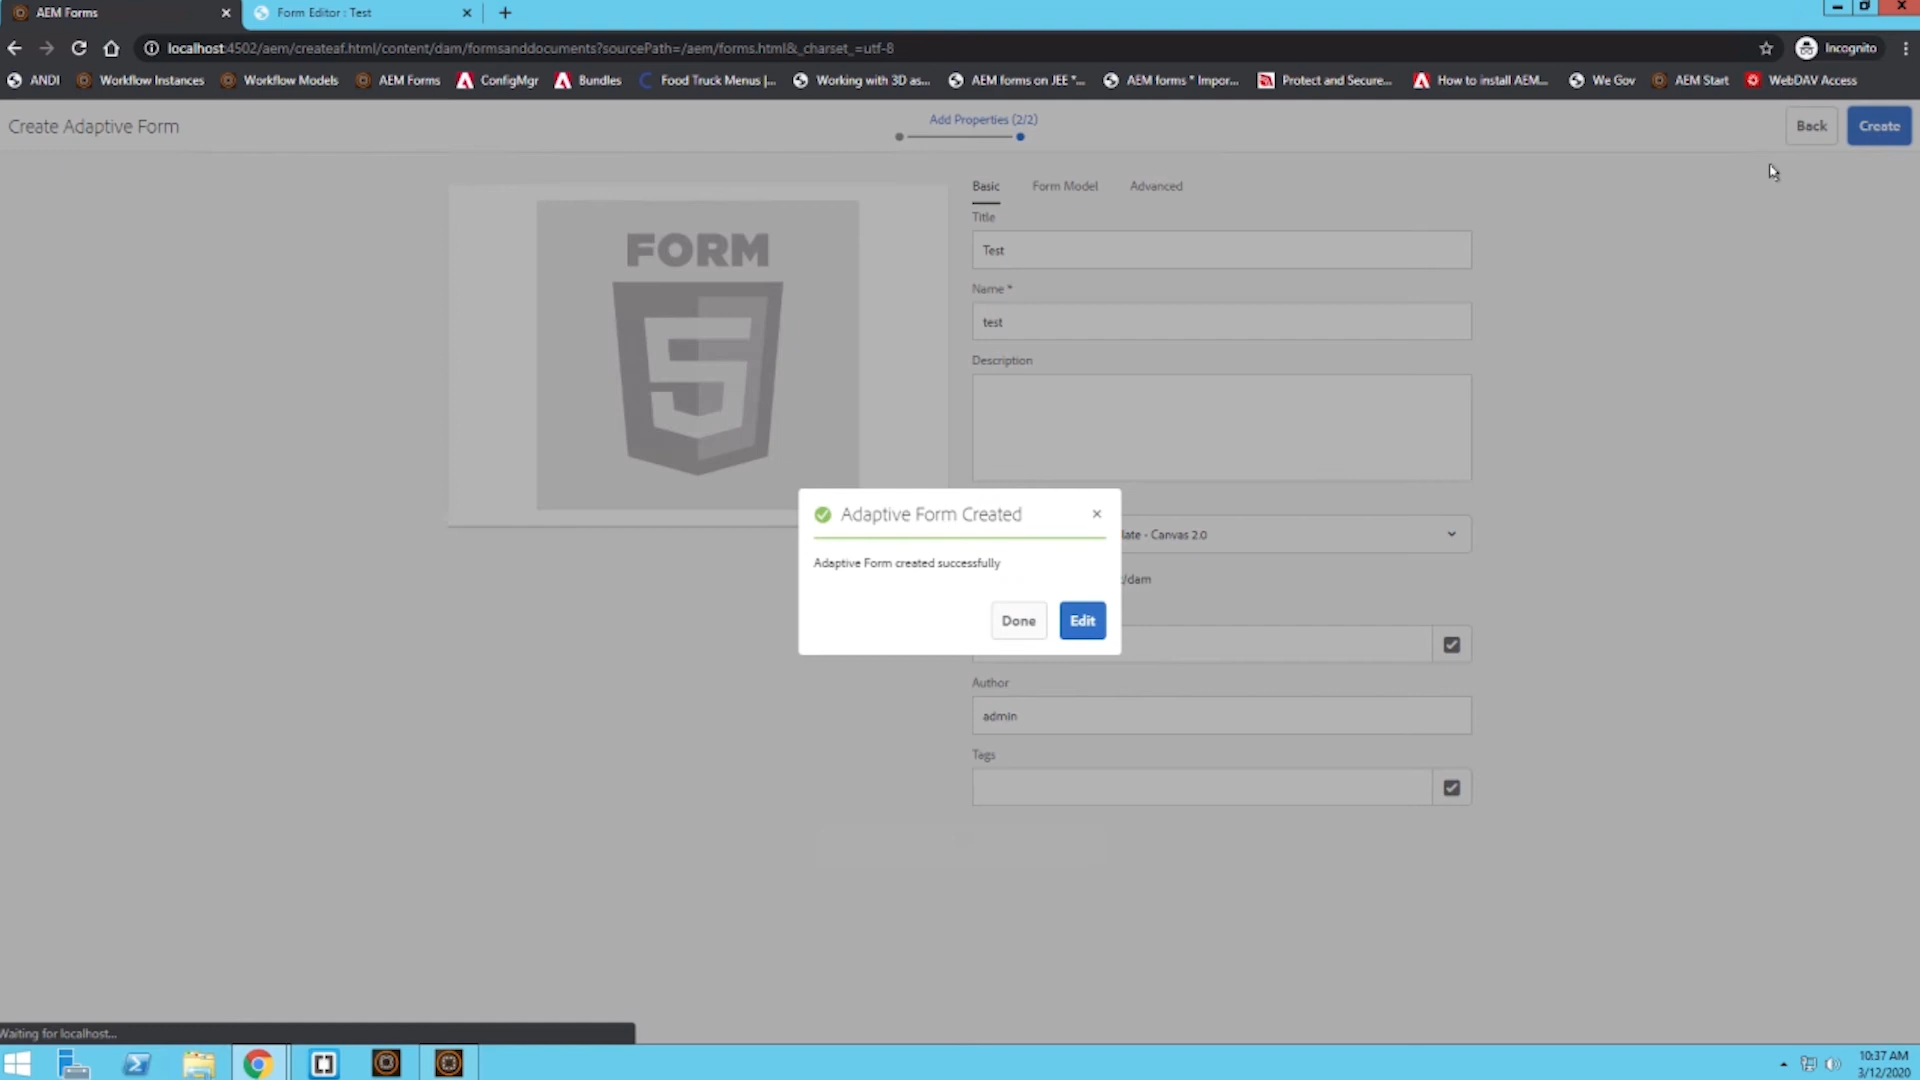 AEM Forms
Form Editor : Test
localhost:4502/aem/createaf.html/content/dam/formsanddocuments?sourcePath=/aem/forms.html&_charset_=utf-8
Incognito
ANDI
Workflow Instances
Workflow Models
AEM Forms
ConfigMgr
Bundles
Food Truck Menus |...
Working with 3D as...
AEM forms on JEE "...
AEM forms * Impor...
Protect and Secure...
How to install AEM...
We Gov
AEM Start
WebDAV Access
Create Adaptive Form
Add Properties (2/2)
Back
Create
Basic
Form Model
Advanced
Title
Test
FORM
5
Name *
test
Description
Adaptive Form Created
late - Canvas 2.0
Adaptive Form created successfully
/dam
Done
Edit
Author
admin
Tags
Waiting for localhost...
10:37 AM
3/12/2020